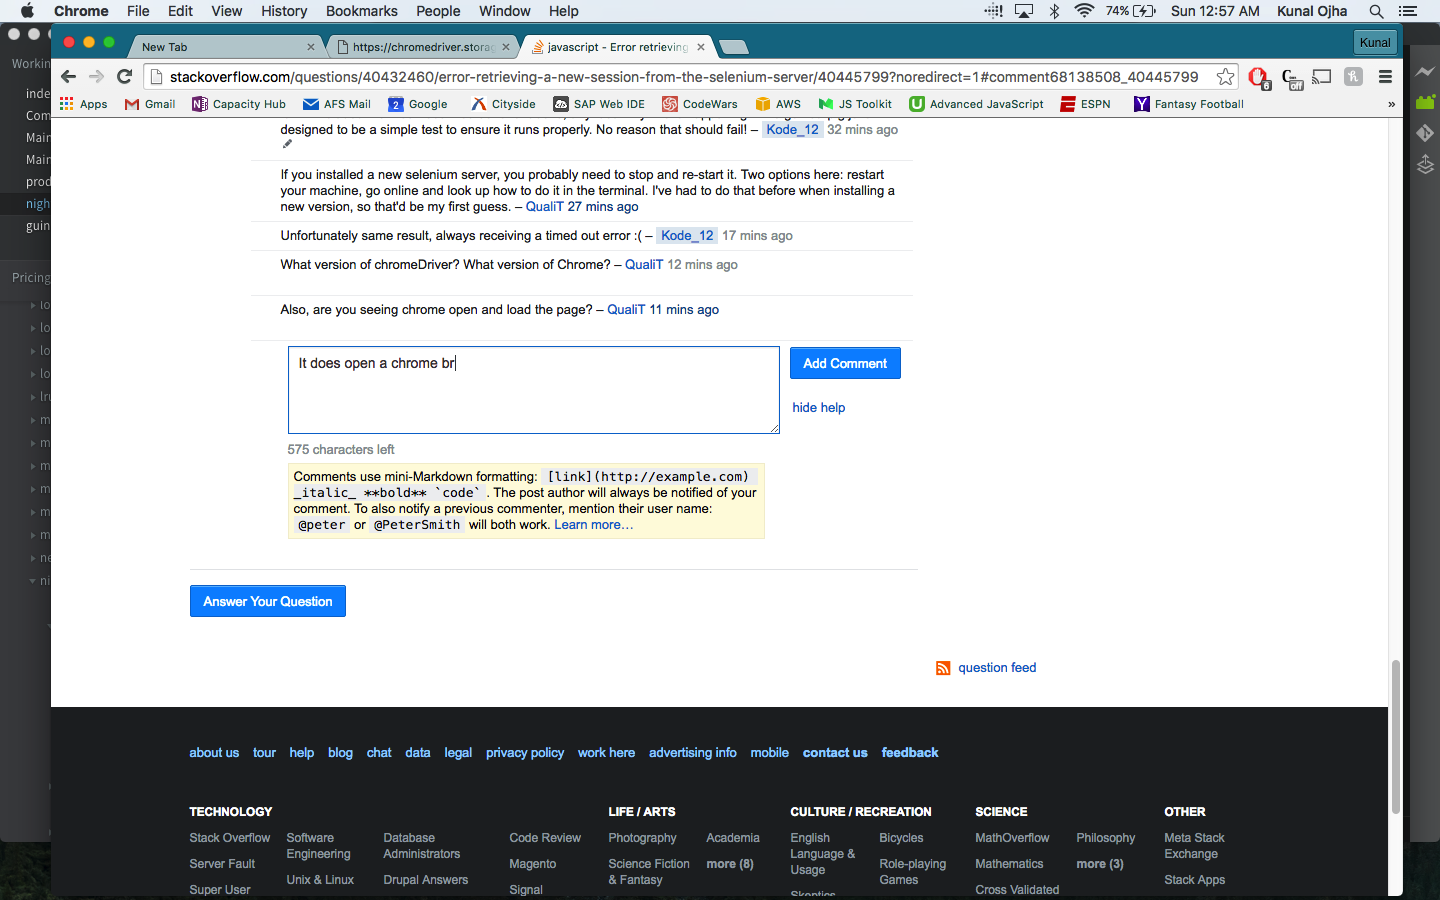 Chrome File Edit View History Bookmarks People Window Help 74% Sun 12:57 AM Kunal Ojha
New Tab https://chromedriver.storag javascript - Error retrieving Kunal
stackoverflow.com/questions/40432460/error-retrieving-a-new-session-from-the-selenium-server/40445799?noredirect=1#comment68138508_40445799
Apps Gmail Capacity Hub AFS Mail 2 Google Cityside SAP Web IDE CodeWars AWS JS Toolkit Advanced JavaScript ESPN Fantasy Football »
Workin
inde
Com
Main
Main
prod
nigh
guin
Pricing
lo
lo
lo
lo
lru
m
m
m
m
m
m
ne
ni
designed to be a simple test to ensure it runs properly. No reason that should fail! – Kode_12 32 mins ago
If you installed a new selenium server, you probably need to stop and re-start it. Two options here: restart
your machine, go online and look up how to do it in the terminal. I've had to do that before when installing a
new version, so that'd be my first guess. – QualiT 27 mins ago
Unfortunately same result, always receiving a timed out error :( – Kode_12 17 mins ago
What version of chromeDriver? What version of Chrome? – QualiT 12 mins ago
Also, are you seeing chrome open and load the page? – QualiT 11 mins ago
It does open a chrome br
Add Comment
hide help
575 characters left
Comments use mini-Markdown formatting: [link](http://example.com)
_italic_ **bold** `code`. The post author will always be notified of your
comment. To also notify a previous commenter, mention their user name:
@peter or @PeterSmith will both work. Learn more…
Answer Your Question
question feed
about us tour help blog chat data legal privacy policy work here advertising info mobile contact us feedback
TECHNOLOGY
Stack Overflow
Server Fault
Super User
Software
Engineering
Unix & Linux
Database
Administrators
Drupal Answers
Code Review
Magento
Signal
LIFE / ARTS
Photography
Science Fiction
& Fantasy
Academia
more (8)
CULTURE / RECREATION
English
Language &
Usage
Skeptics
Bicycles
Role-playing
Games
SCIENCE
MathOverflow
Mathematics
Cross Validated
Philosophy
more (3)
OTHER
Meta Stack
Exchange
Stack Apps